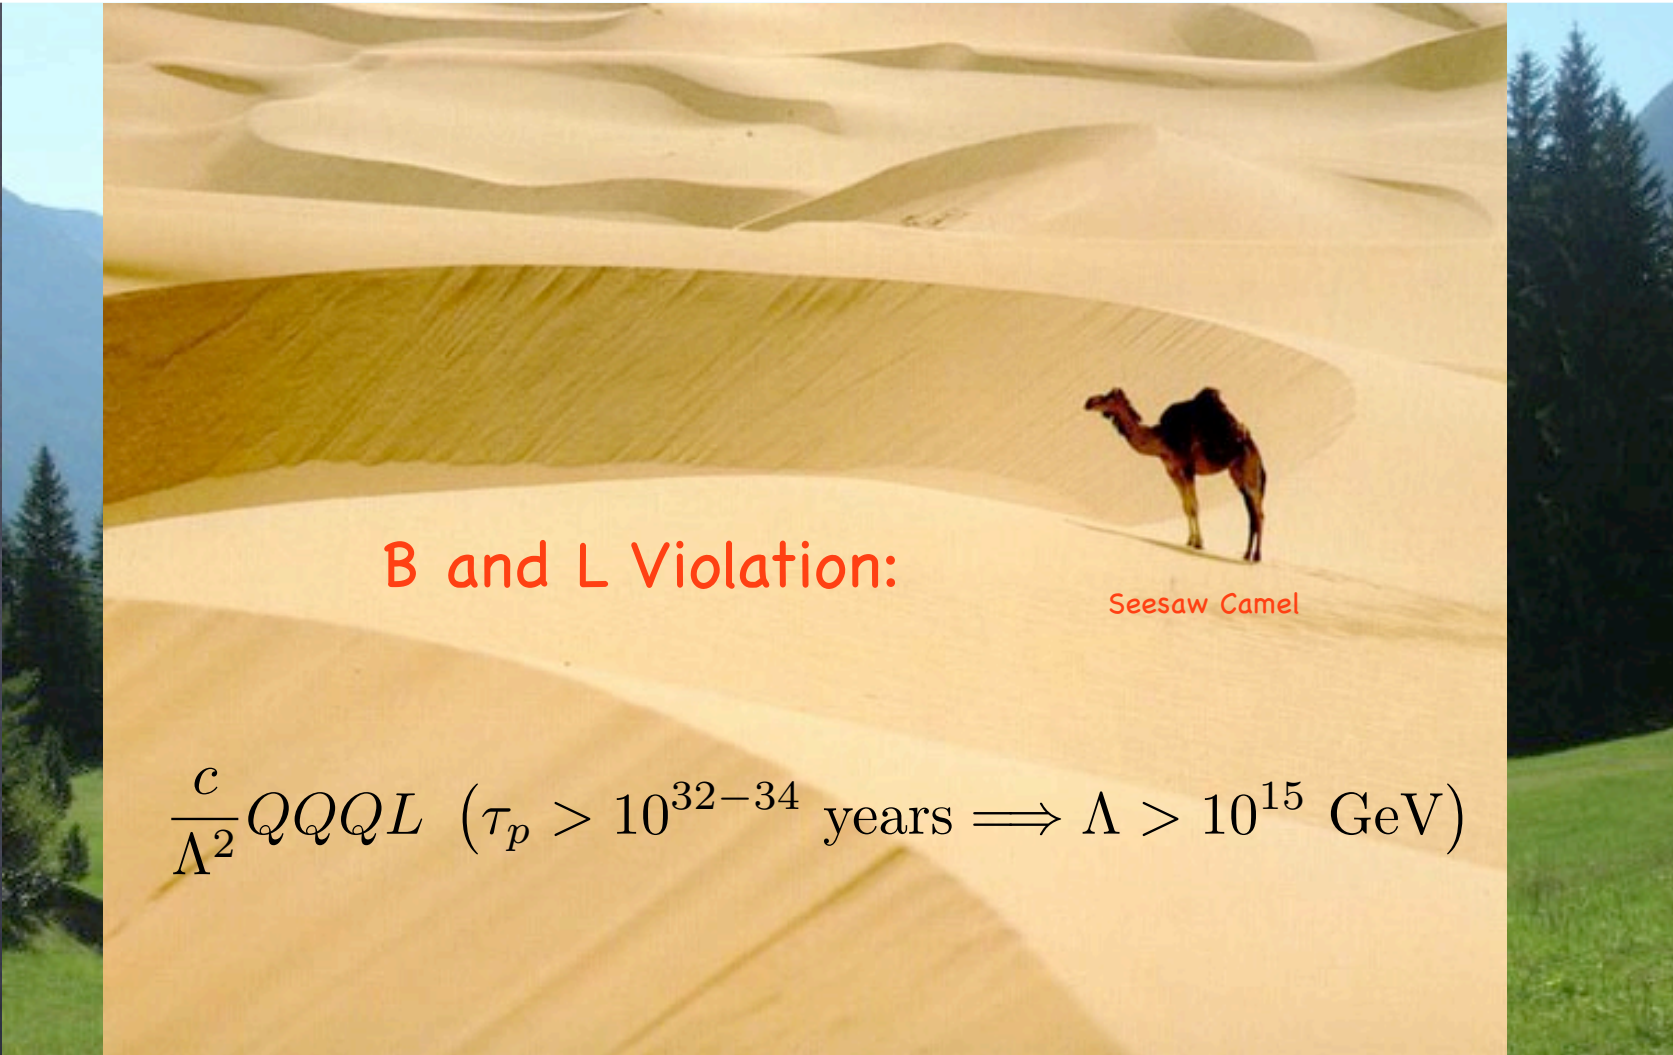 B and L Violation:
Seesaw Camel
\frac{c}{\Lambda^2} QQQL (\tau_p > 10^{32-34} years \Longrightarrow \Lambda > 10^{15} GeV)